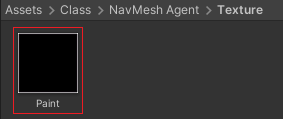 Assets > Class > NavMesh Agent > Texture
Paint